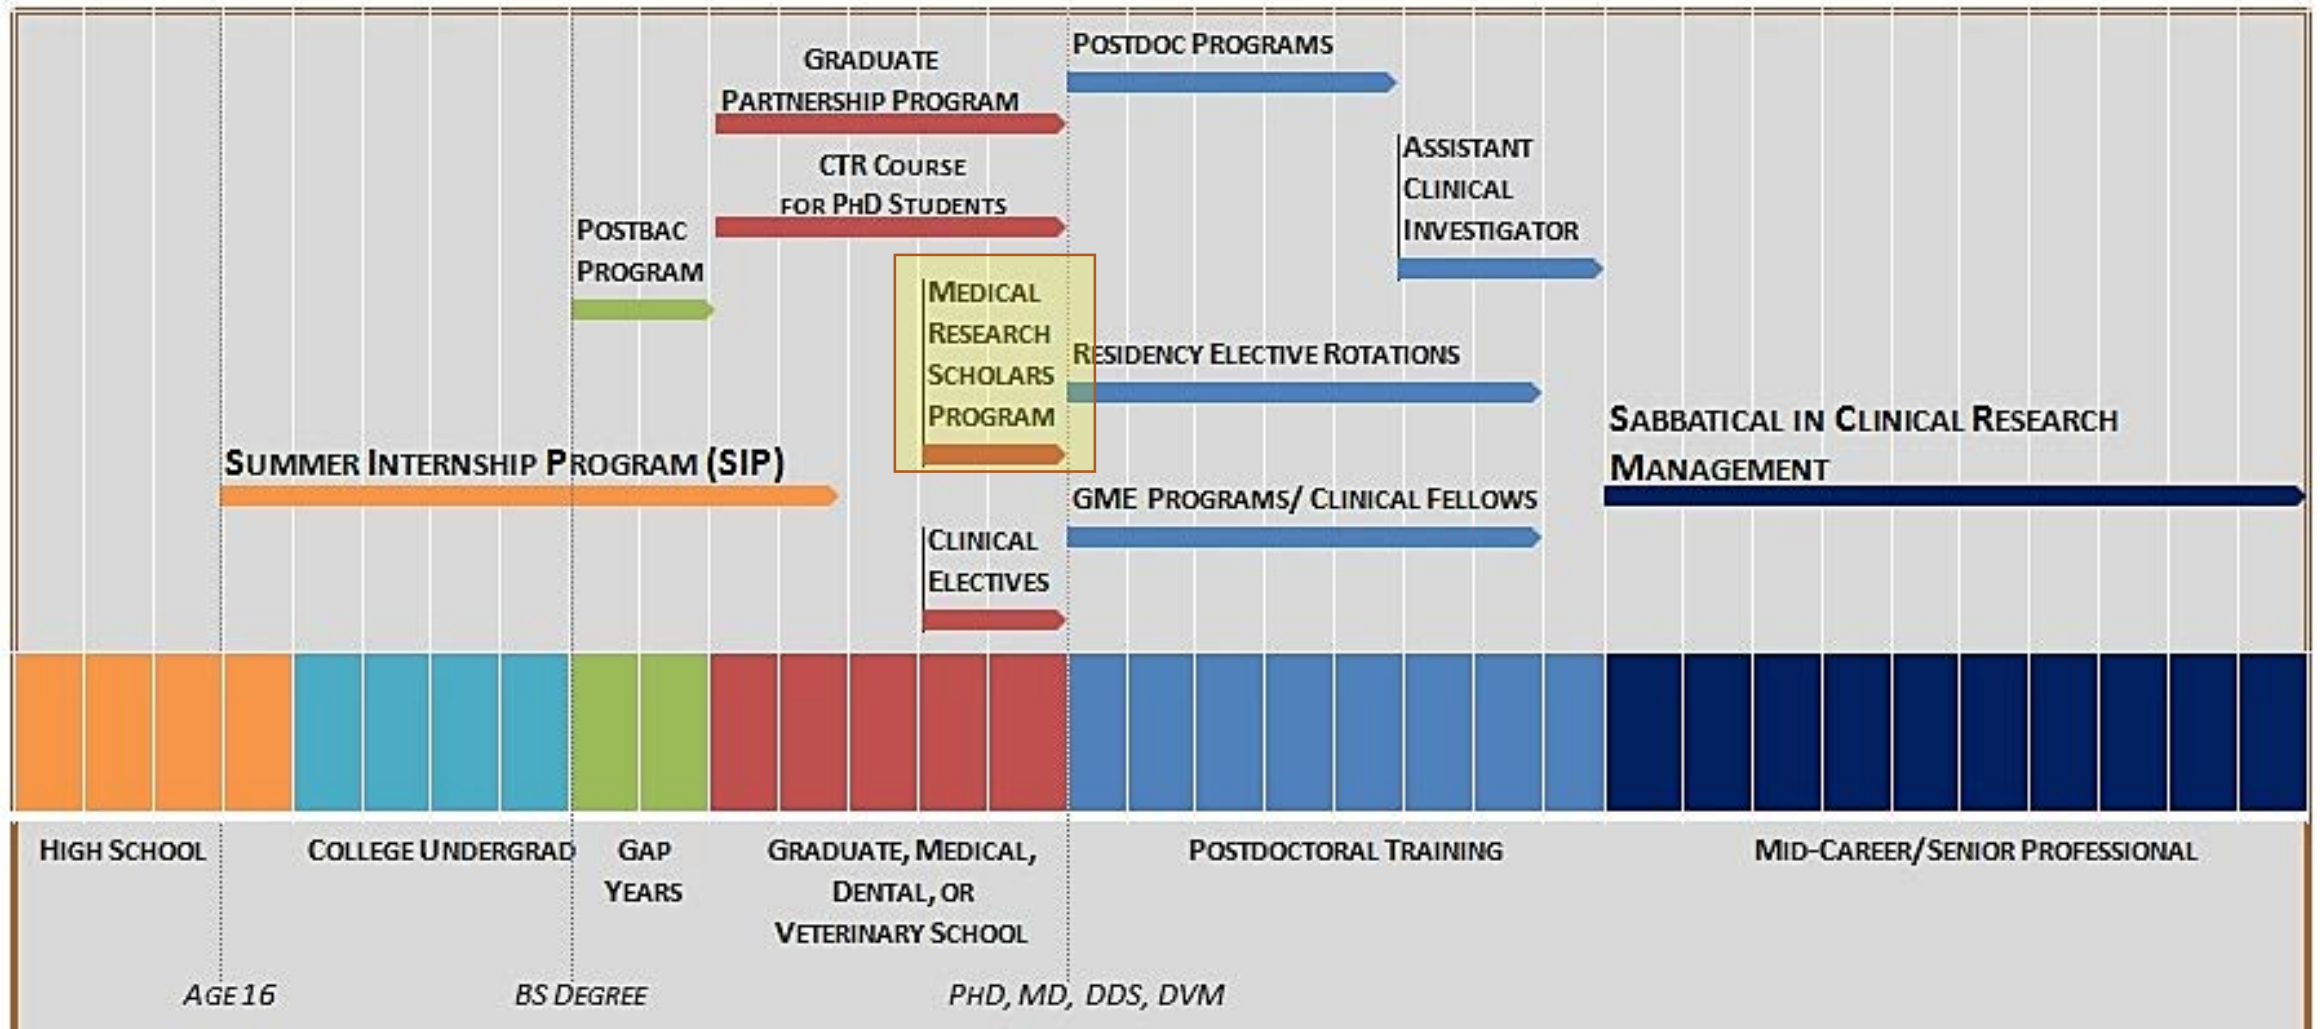 POSTDOC PROGRAMS
GRADUATE
PARTNERSHIP PROGRAM
CTR COURSE
FOR PHD STUDENTS
ASSISTANT
CLINICAL
INVESTIGATOR
POSTBAC
PROGRAM
MEDICAL
RESEARCH
SCHOLARS
PROGRAM
RESIDENCY ELECTIVE ROTATIONS
SABBATICAL IN CLINICAL RESEARCH
MANAGEMENT
SUMMER INTERNSHIP PROGRAM (SIP)
GME PROGRAMS/ CLINICAL FELLOWS
CLINICAL
ELECTIVES
HIGH SCHOOL
COLLEGE UNDERGRAD
GAP
YEARS
GRADUATE, MEDICAL,
DENTAL, OR
VETERINARY SCHOOL
POSTDOCTORAL TRAINING
MID-CAREER/SENIOR PROFESSIONAL
AGE 16
BS DEGREE
PHD, MD, DDS, DVM